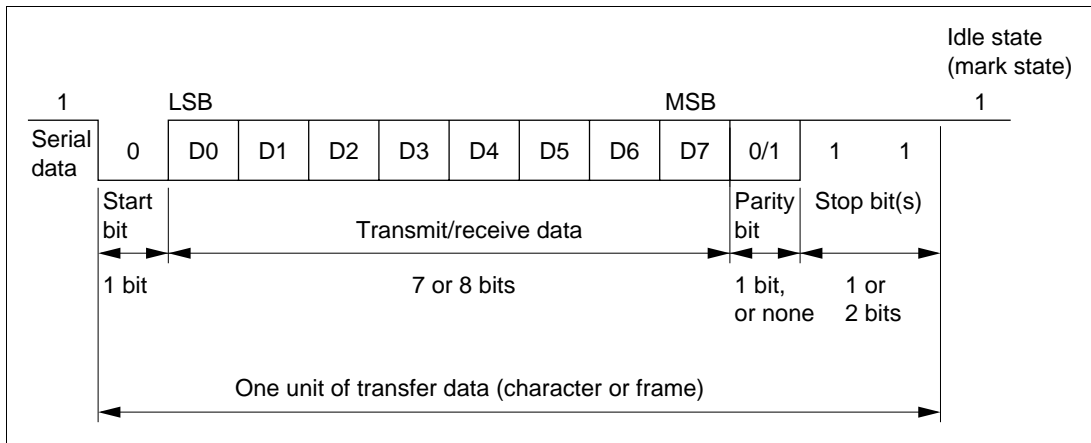 Idle state
(mark state)
1 LSB MSB 1
Serial
data
0 D0 D1 D2 D3 D4 D5 D6 D7 0/1 1 1
Start
bit
Transmit/receive data
Parity
bit
Stop bit(s)
1 bit
7 or 8 bits
1 bit,
or none
1 or
2 bits
One unit of transfer data (character or frame)